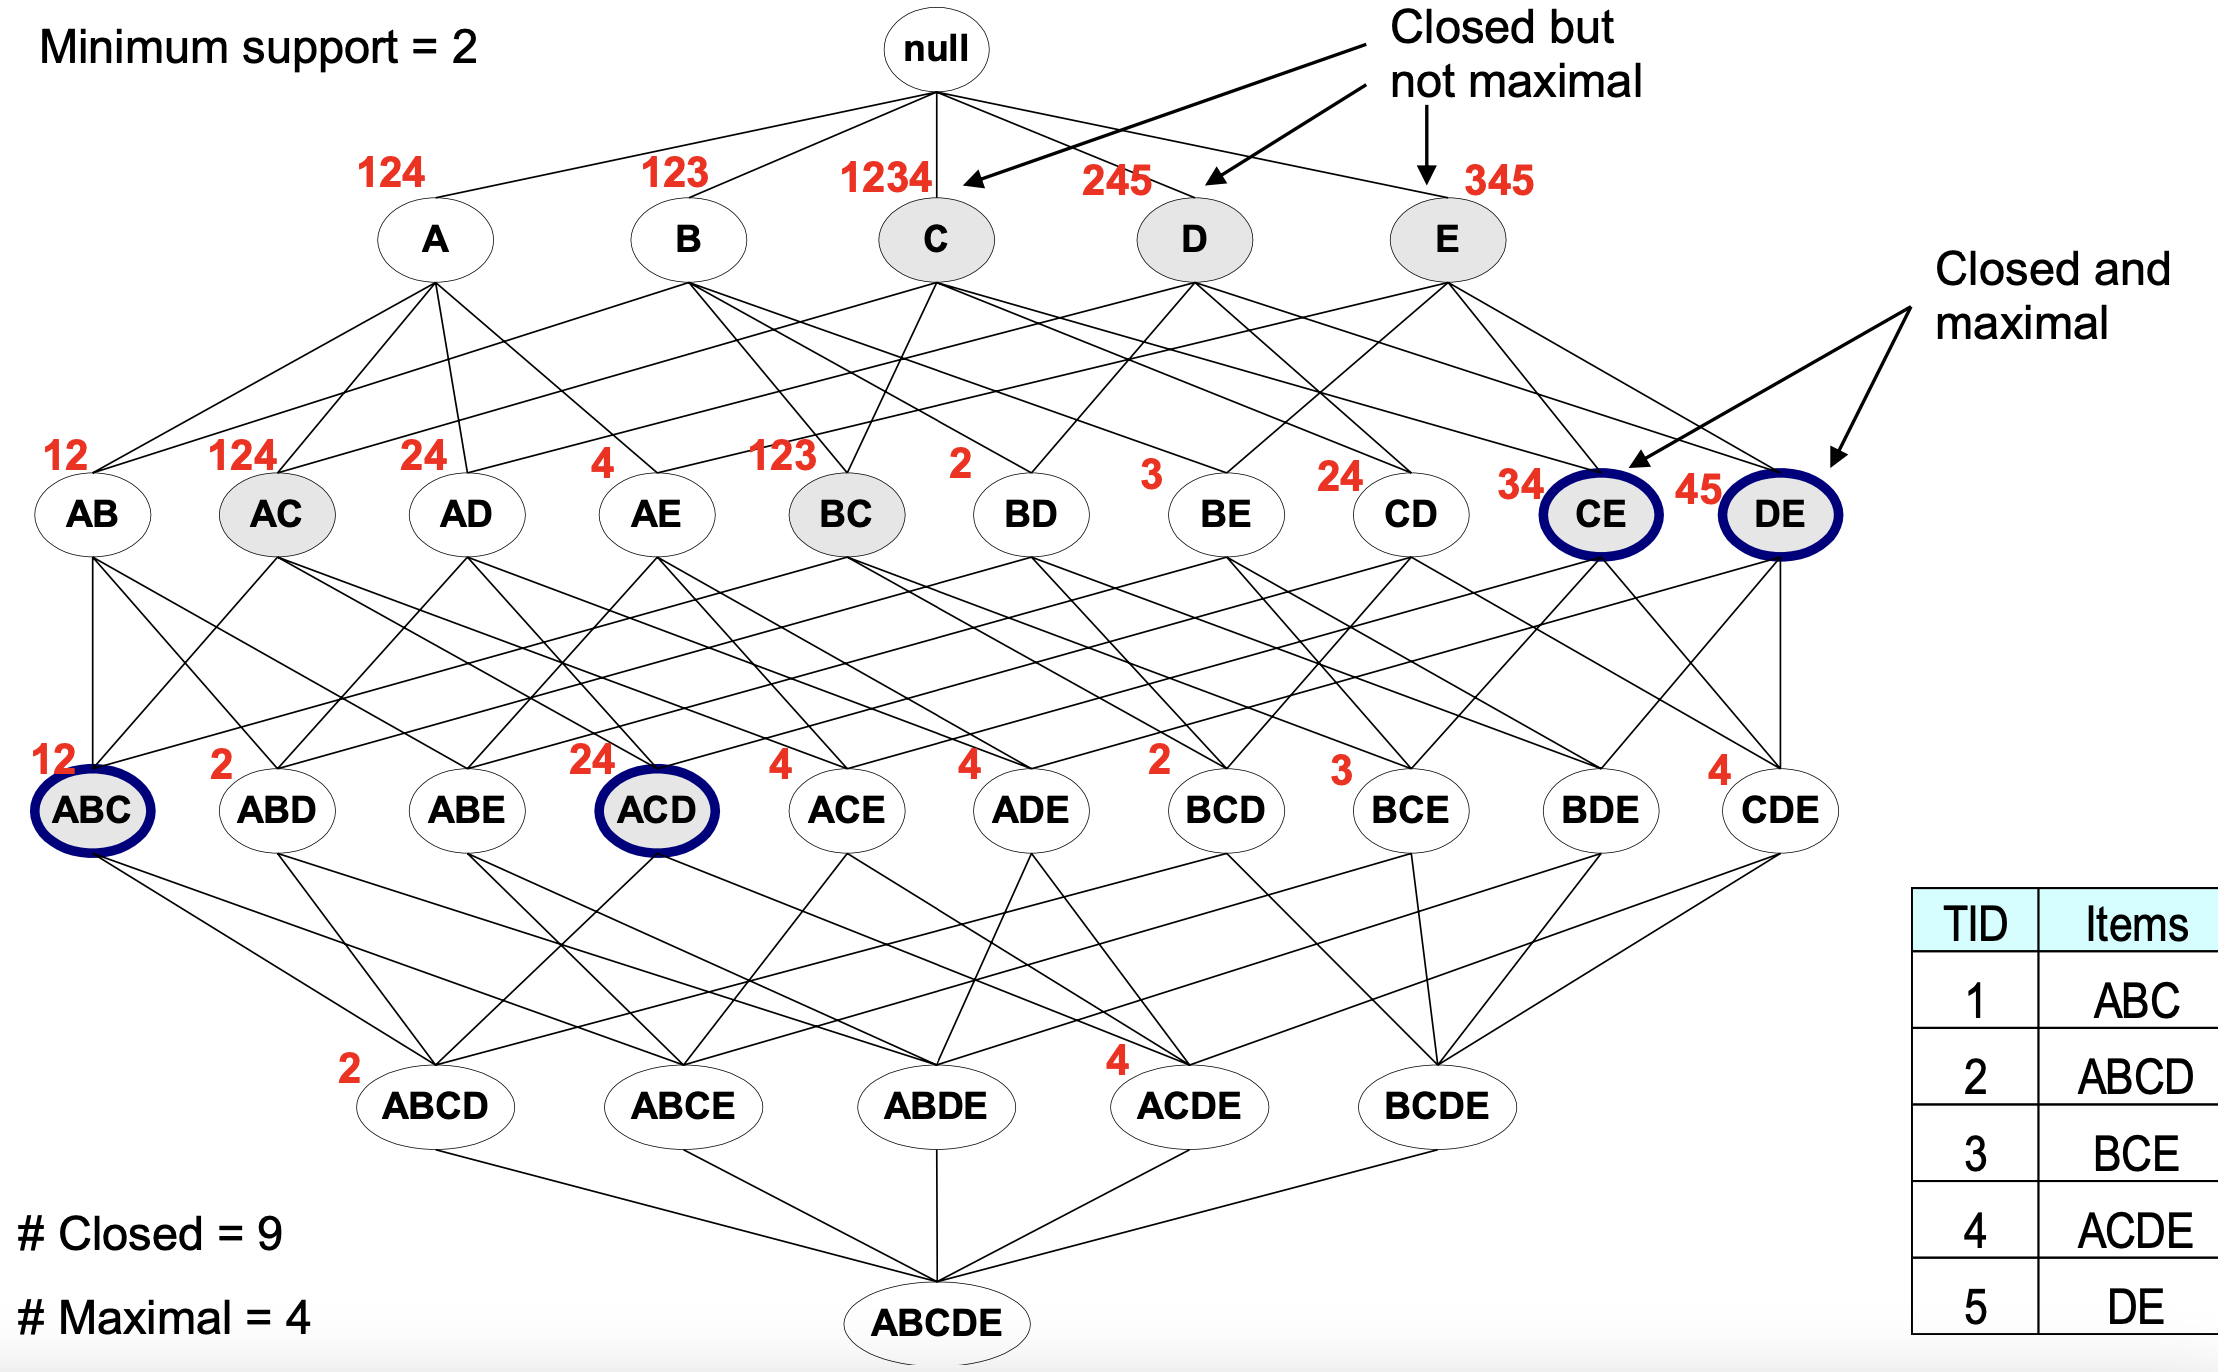 Minimum support = 2
null
Closed but
not maximal
124
123
1234
245
345
A
B
C
D
E
Closed and
maximal
12
124
24
4
123
2
3
24
34
45
AB
AC
AD
AE
BC
BD
BE
CD
CE
DE
12
2
24
4
4
2
3
4
ABC
ABD
ABE
ACD
ACE
ADE
BCD
BCE
BDE
CDE
2
4
ABCD
ABCE
ABDE
ACDE
BCDE
ABCDE
# Closed = 9
# Maximal = 4
TID Items
1 ABC
2 ABCD
3 BCE
4 ACDE
5 DE